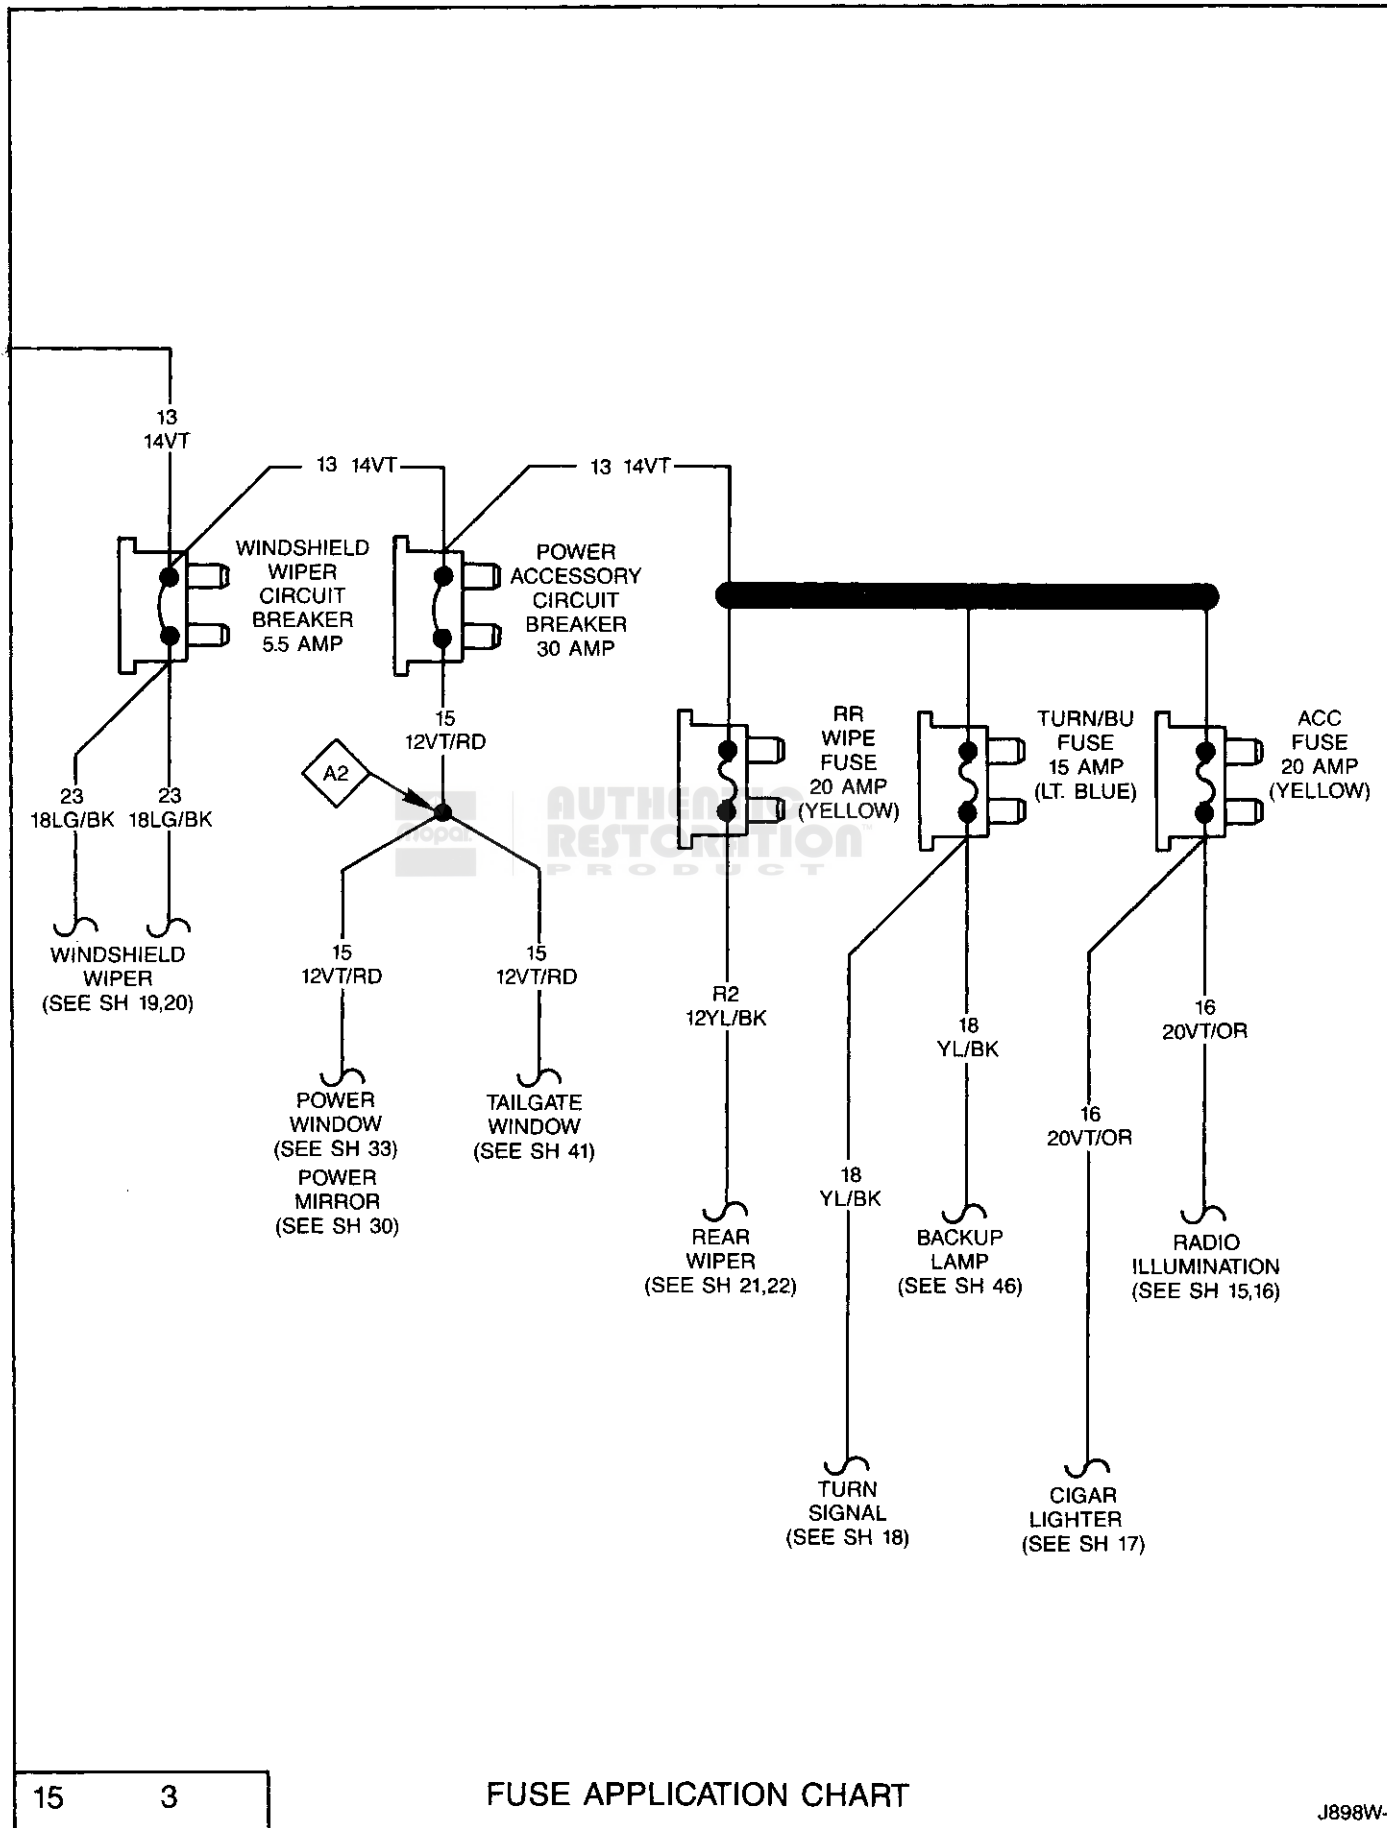 13
14VT
13 14VT
13 14VT
WINDSHIELD
WIPER
CIRCUIT
BREAKER
5.5 AMP
POWER
ACCESSORY
CIRCUIT
BREAKER
30 AMP
15
12VT/RD
A2
RR
WIPE
FUSE
20 AMP
(YELLOW)
TURN/BU
FUSE
15 AMP
(LT. BLUE)
ACC
FUSE
20 AMP
(YELLOW)
23
18LG/BK
23
18LG/BK
mopar
AUTHENTIC
RESTORATION™
PRODUCT
WINDSHIELD
WIPER
(SEE SH 19,20)
15
12VT/RD
15
12VT/RD
R2
12YL/BK
18
YL/BK
16
20VT/OR
POWER
WINDOW
(SEE SH 33)
POWER
MIRROR
(SEE SH 30)
TAILGATE
WINDOW
(SEE SH 41)
16
20VT/OR
18
YL/BK
REAR
WIPER
(SEE SH 21,22)
BACKUP
LAMP
(SEE SH 46)
RADIO
ILLUMINATION
(SEE SH 15,16)
TURN
SIGNAL
(SEE SH 18)
CIGAR
LIGHTER
(SEE SH 17)
15 3
FUSE APPLICATION CHART
J898W-